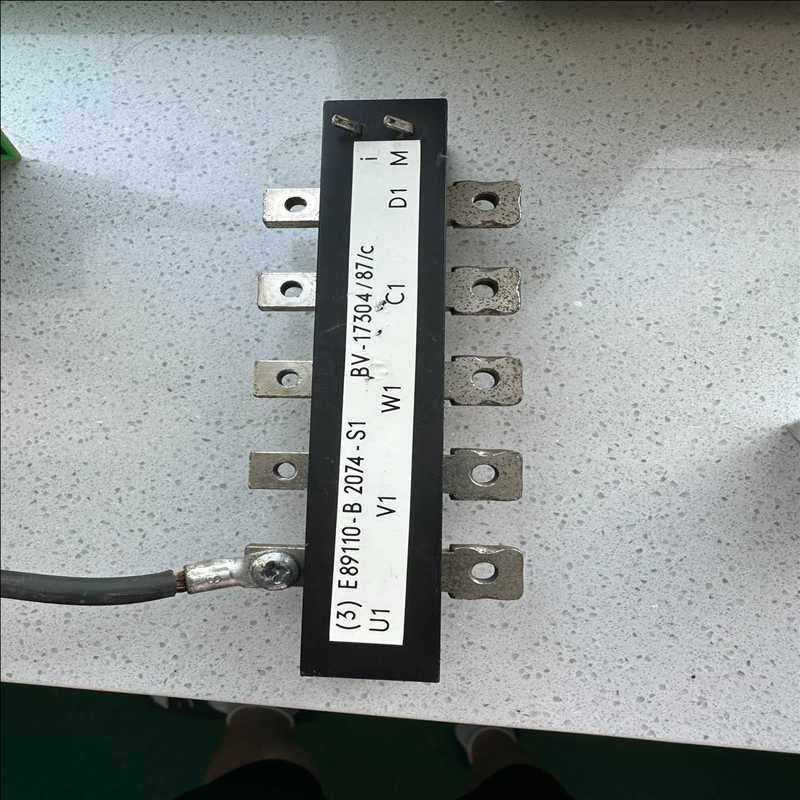 i
M
(3) E89110-B 2074-S1 BV-17304/87/c
U1 V1 W1 C1 D1